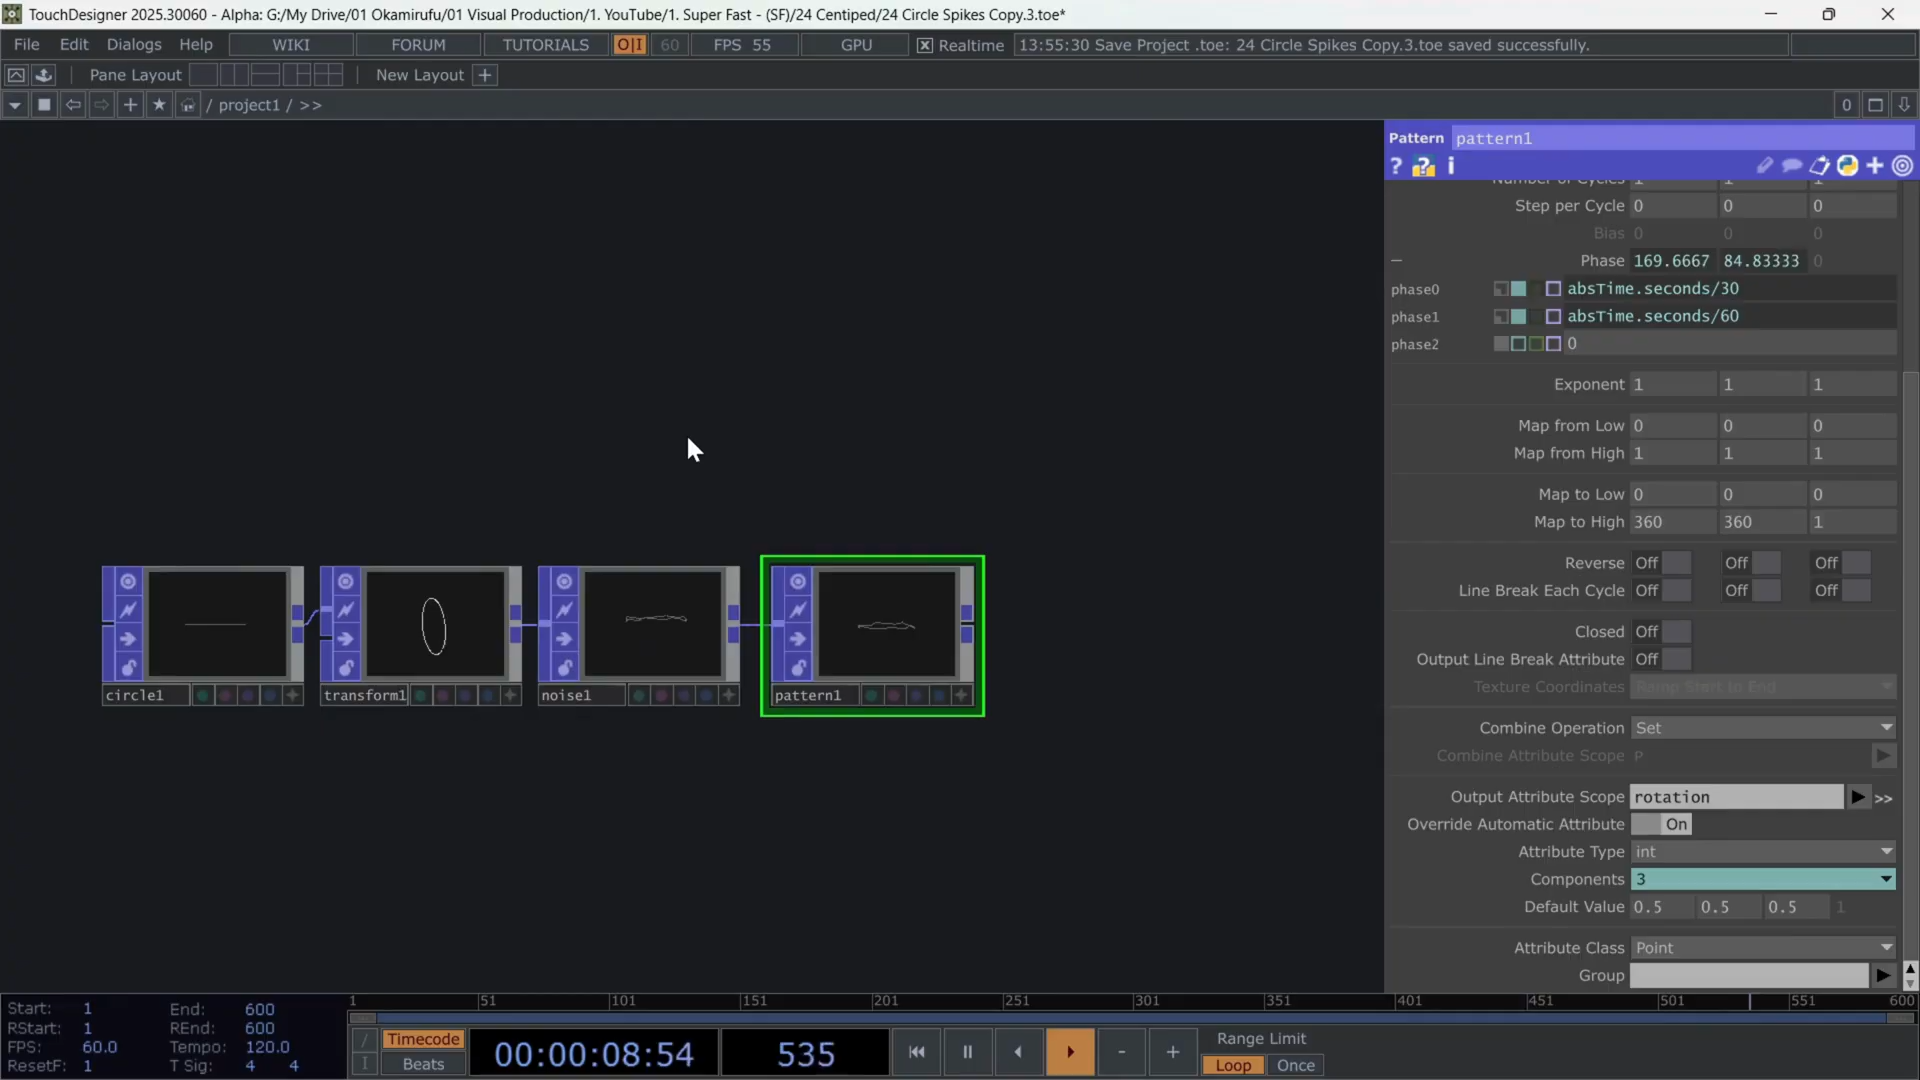 TouchDesigner 2025.30060 - Alpha: G:/My Drive/01 Okamirufu/01 Visual Production/1. YouTube/1. Super Fast - (SF)/24 Centiped/24 Circle Spikes Copy.3.toe*
File Edit Dialogs Help WIKI FORUM TUTORIALS O|I 60 FPS 55 GPU X Realtime 13:55:30 Save Project .toe: 24 Circle Spikes Copy.3.toe saved successfully.
Pane Layout New Layout +
/ project1 / >> 0
Pattern pattern1
? ? i
Number of Cycles 1 1 1
Step per Cycle 0 0 0
Bias 0 0 0
Phase 169.6667 84.83333 0
phase0 absTime.seconds/30
phase1 absTime.seconds/60
phase2 0
Exponent 1 1 1
Map from Low 0 0 0
Map from High 1 1 1
Map to Low 0 0 0
Map to High 360 360 1
Reverse Off Off Off
Line Break Each Cycle Off Off Off
Closed Off
Output Line Break Attribute Off
Texture Coordinates Ramp Start to End
Combine Operation Set
Combine Attribute Scope P
Output Attribute Scope rotation >>
Override Automatic Attribute On
Attribute Type int
Components 3
Default Value 0.5 0.5 0.5 1
Attribute Class Point
Group
circle1 transform1 noise1 pattern1
1 51 101 151 201 251 301 351 401 451 501 551 600
Start: 1 End: 600
RStart: 1 REnd: 600
FPS: 60.0 Tempo: 120.0
ResetF: 1 T Sig: 4 4
/ Timecode
I Beats
00:00:08:54 535
- +
Range Limit
Loop Once